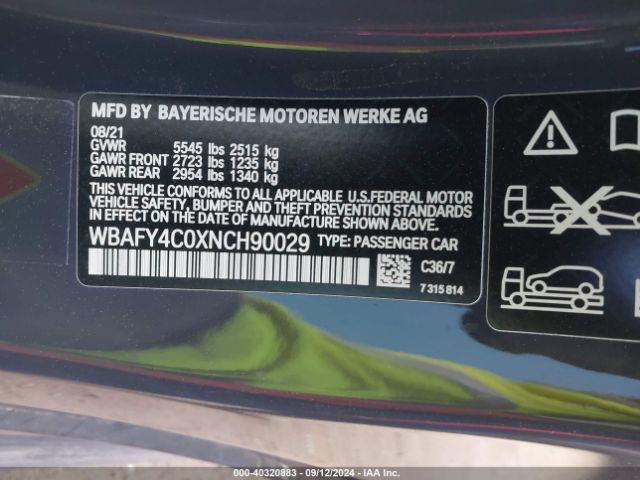 MFD BY BAYERISCHE MOTOREN WERKE AG
08/21
GVWR 5545 lbs 2515 kg
GAWR FRONT 2723 lbs 1235 kg
GAWR REAR 2954 lbs 1340 kg
THIS VEHICLE CONFORMS TO ALL APPLICABLE U.S.FEDERAL MOTOR
VEHICLE SAFETY, BUMPER AND THEFT PREVENTION STANDARDS
IN EFFECT ON THE DATE OF MANUFACTURE SHOWN ABOVE.
WBAFY4C0XNCH90029 TYPE: PASSENGER CAR
C36/7
7 315 814
000-40320883 - 09/12/2024 - IAA Inc.